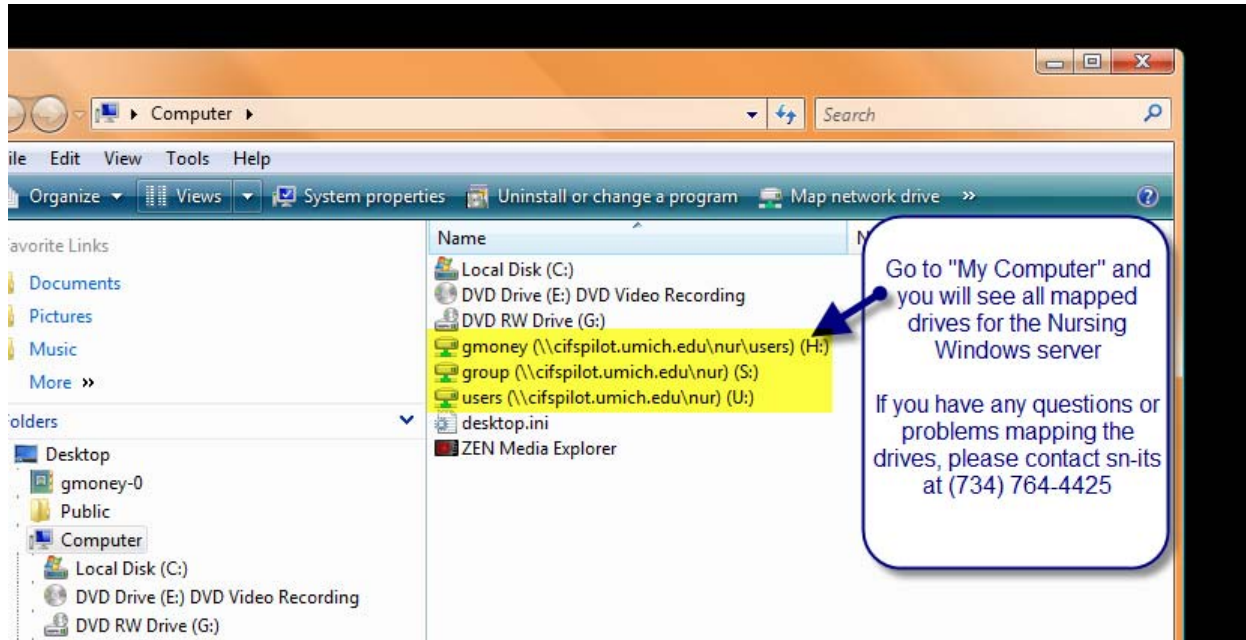 Computer
Search
ile Edit View Tools Help
Organize Views System properties Uninstall or change a program Map network drive »
avorite Links
Documents
Pictures
Music
More »
olders
Desktop
gmoney-0
Public
Computer
Local Disk (C:)
DVD Drive (E:) DVD Video Recording
DVD RW Drive (G:)
Name
N
Local Disk (C:)
DVD Drive (E:) DVD Video Recording
DVD RW Drive (G:)
gmoney (\\cifspilot.umich.edu\nur\users) (H:)
group (\\cifspilot.umich.edu\nur) (S:)
users (\\cifspilot.umich.edu\nur) (U:)
desktop.ini
ZEN Media Explorer
Go to "My Computer" and
you will see all mapped
drives for the Nursing
Windows server
If you have any questions or
problems mapping the
drives, please contact sn-its
at (734) 764-4425